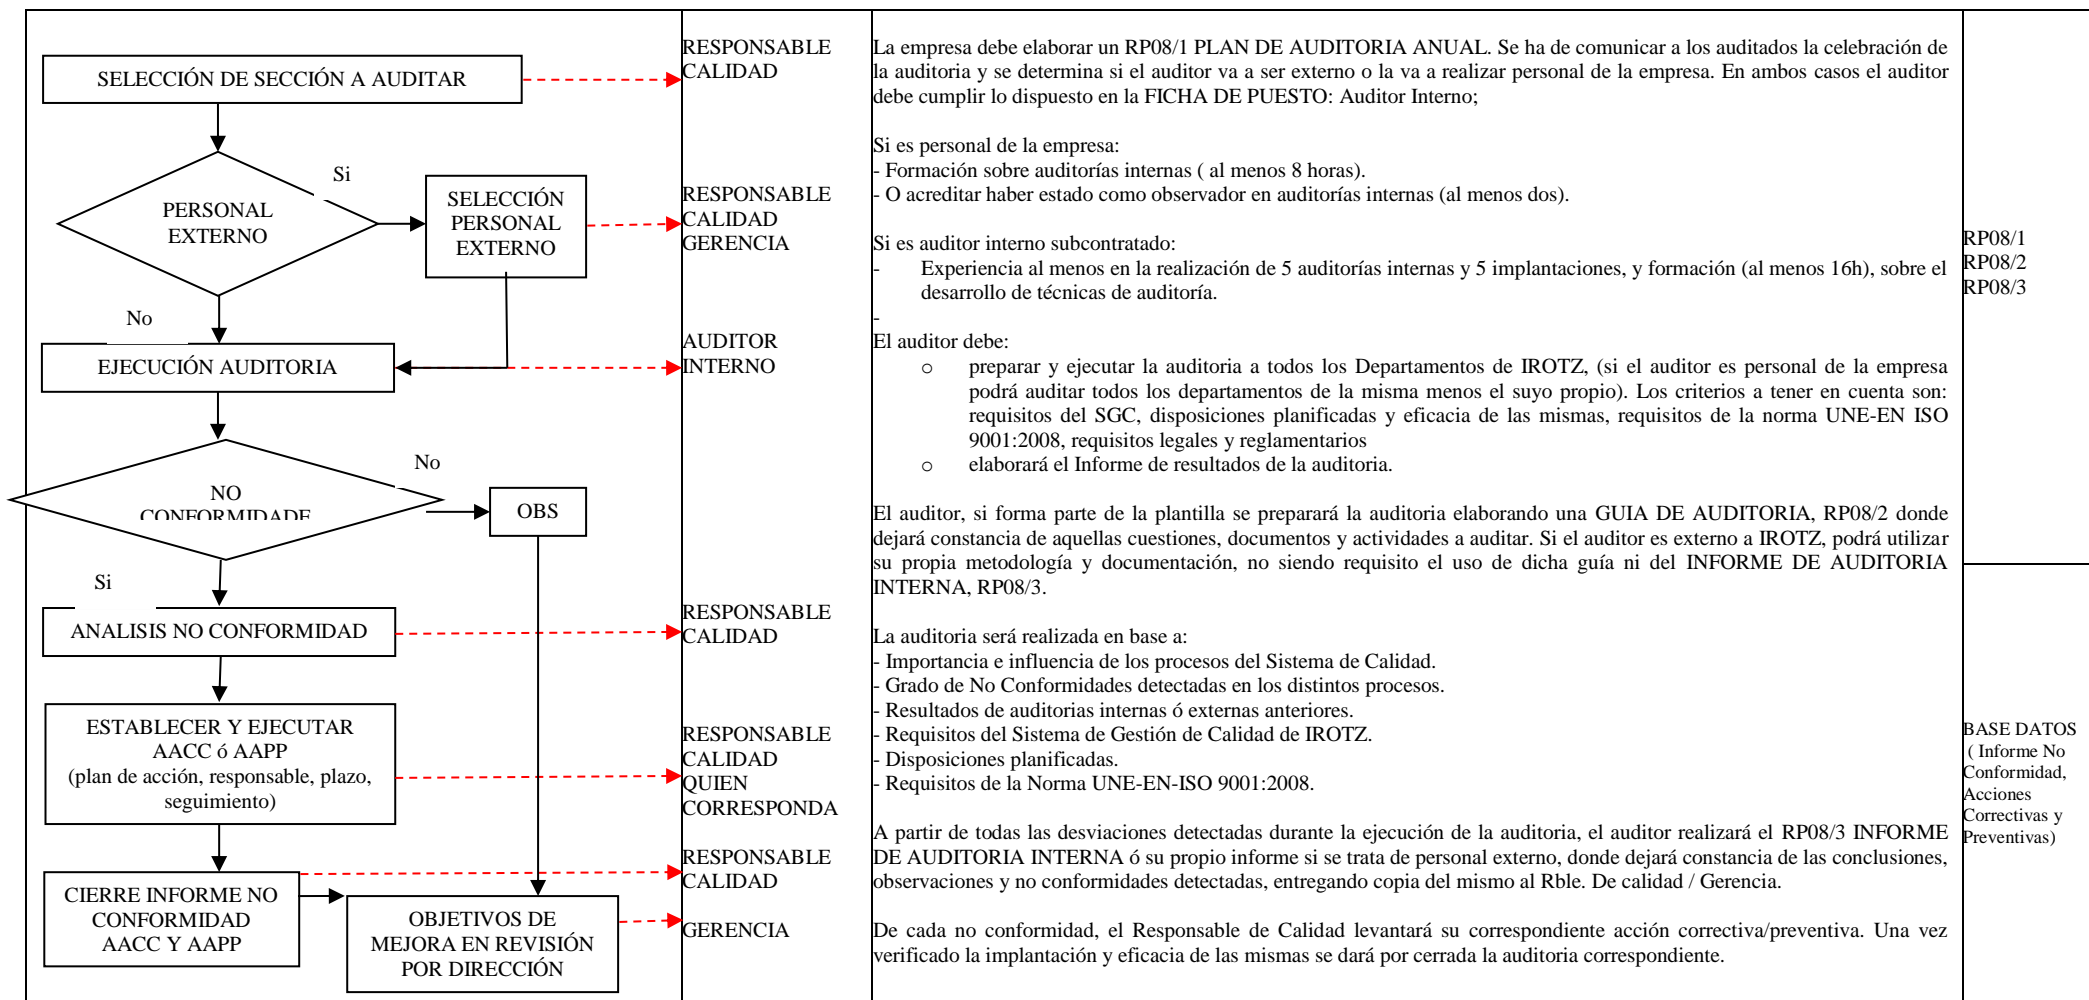 SELECCIÓN DE SECCIÓN A AUDITAR
PERSONAL
EXTERNO
Si
SELECCIÓN
PERSONAL
EXTERNO
No
EJECUCIÓN AUDITORIA
NO
CONFORMIDADE
No
OBS
Si
ANALISIS NO CONFORMIDAD
ESTABLECER Y EJECUTAR
AACC ó AAPP
(plan de acción, responsable, plazo,
seguimiento)
CIERRE INFORME NO
CONFORMIDAD
AACC Y AAPP
OBJETIVOS DE
MEJORA EN REVISIÓN
POR DIRECCIÓN
RESPONSABLE
CALIDAD
RESPONSABLE
CALIDAD
GERENCIA
AUDITOR
INTERNO
RESPONSABLE
CALIDAD
RESPONSABLE
CALIDAD
QUIEN
CORRESPONDA
RESPONSABLE
CALIDAD
GERENCIA
La empresa debe elaborar un RP08/1 PLAN DE AUDITORIA ANUAL. Se ha de comunicar a los auditados la celebración de
la auditoria y se determina si el auditor va a ser externo o la va a realizar personal de la empresa. En ambos casos el auditor
debe cumplir lo dispuesto en la FICHA DE PUESTO: Auditor Interno;
Si es personal de la empresa:
- Formación sobre auditorías internas ( al menos 8 horas).
- O acreditar haber estado como observador en auditorías internas (al menos dos).
Si es auditor interno subcontratado:
- Experiencia al menos en la realización de 5 auditorías internas y 5 implantaciones, y formación (al menos 16h), sobre el
desarrollo de técnicas de auditoría.
-
El auditor debe:
o preparar y ejecutar la auditoria a todos los Departamentos de IROTZ, (si el auditor es personal de la empresa
podrá auditar todos los departamentos de la misma menos el suyo propio). Los criterios a tener en cuenta son:
requisitos del SGC, disposiciones planificadas y eficacia de las mismas, requisitos de la norma UNE-EN ISO
9001:2008, requisitos legales y reglamentarios
o elaborará el Informe de resultados de la auditoria.
El auditor, si forma parte de la plantilla se preparará la auditoria elaborando una GUIA DE AUDITORIA, RP08/2 donde
dejará constancia de aquellas cuestiones, documentos y actividades a auditar. Si el auditor es externo a IROTZ, podrá utilizar
su propia metodología y documentación, no siendo requisito el uso de dicha guía ni del INFORME DE AUDITORIA
INTERNA, RP08/3.
La auditoria será realizada en base a:
- Importancia e influencia de los procesos del Sistema de Calidad.
- Grado de No Conformidades detectadas en los distintos procesos.
- Resultados de auditorias internas ó externas anteriores.
- Requisitos del Sistema de Gestión de Calidad de IROTZ.
- Disposiciones planificadas.
- Requisitos de la Norma UNE-EN-ISO 9001:2008.
A partir de todas las desviaciones detectadas durante la ejecución de la auditoria, el auditor realizará el RP08/3 INFORME
DE AUDITORIA INTERNA ó su propio informe si se trata de personal externo, donde dejará constancia de las conclusiones,
observaciones y no conformidades detectadas, entregando copia del mismo al Rble. De calidad / Gerencia.
De cada no conformidad, el Responsable de Calidad levantará su correspondiente acción correctiva/preventiva. Una vez
verificado la implantación y eficacia de las mismas se dará por cerrada la auditoria correspondiente.
RP08/1
RP08/2
RP08/3
BASE DATOS
( Informe No
Conformidad,
Acciones
Correctivas y
Preventivas)